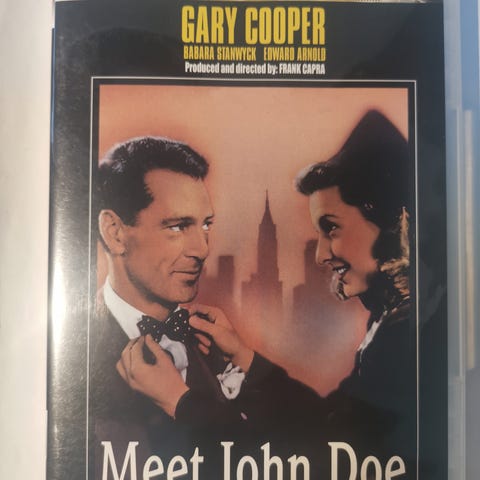 GARY COOPER
BABARA STANWYCK EDWARD ARNOLD
Produced and directed by: FRANK CAPRA
Meet John Doe